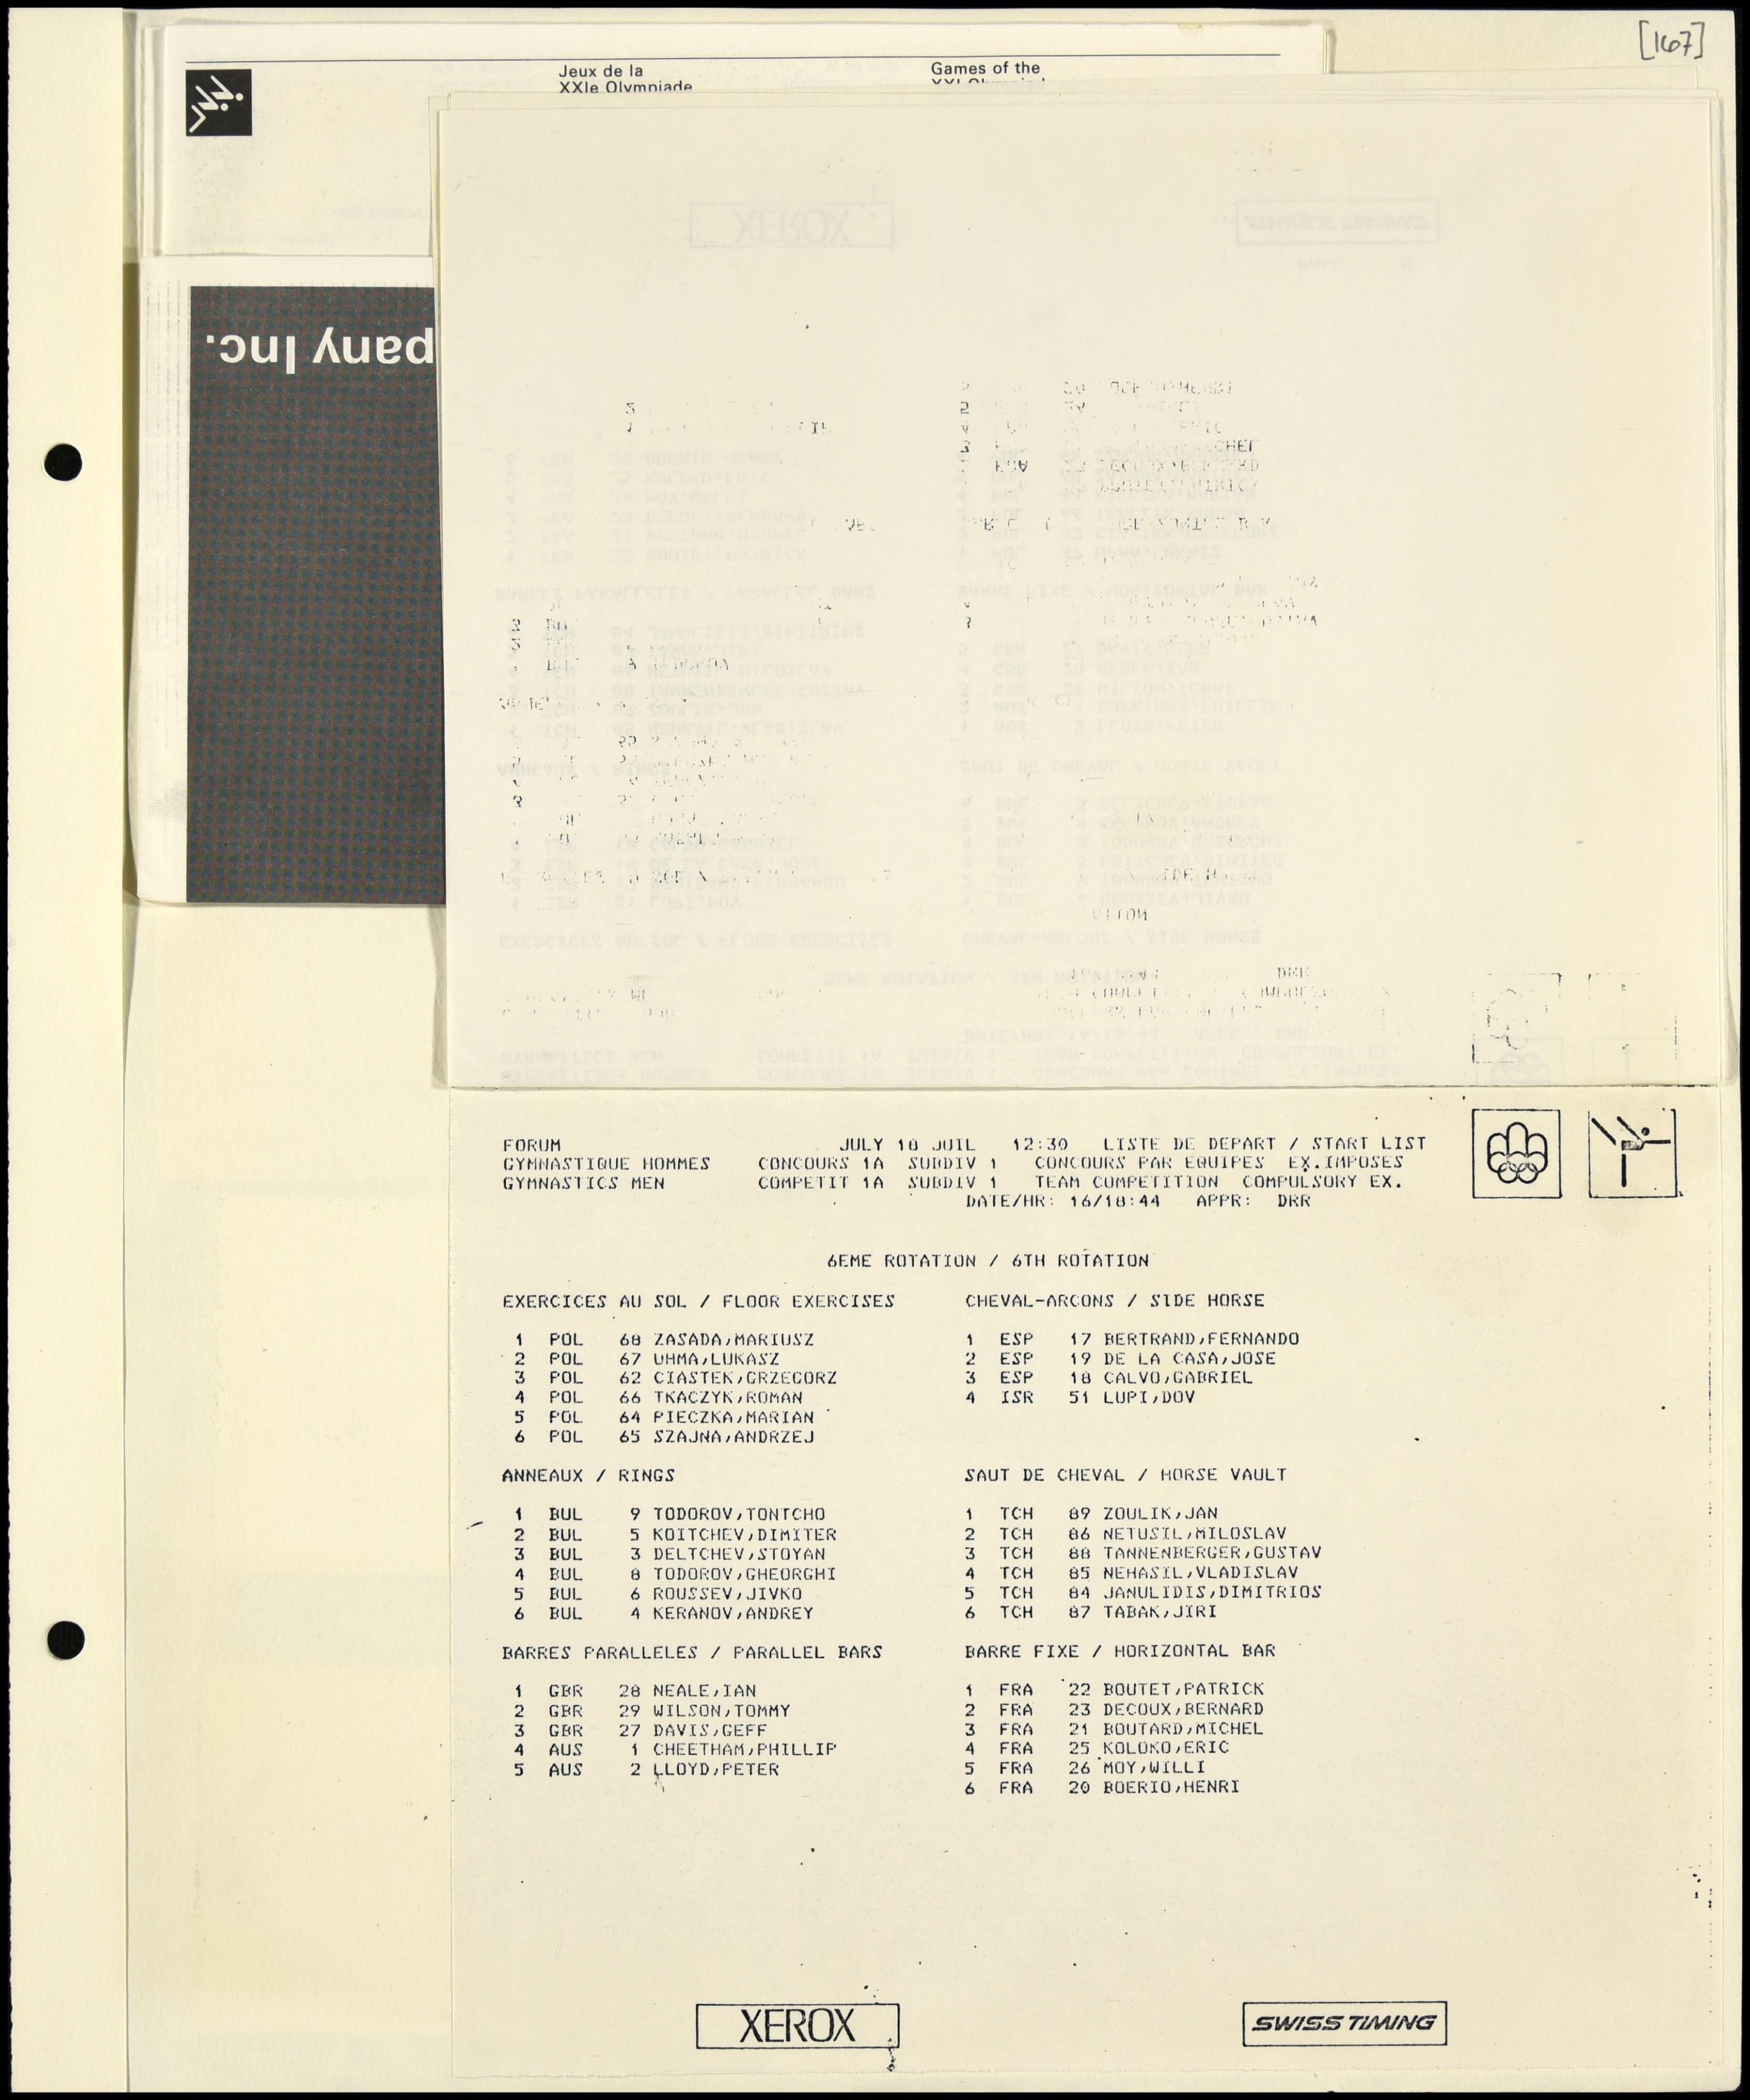 [167]
Jeux de la
XXIe Olympiade
Games of the
pany Inc.
FORUM JULY 18 JUIL 12:30 LISTE DE DEPART / START LIST
GYMNASTIQUE HOMMES CONCOURS 1A SUBDIV 1 CONCOURS PAR EQUIPES EX.IMPOSES
GYMNASTICS MEN COMPETIT 1A SUBDIV 1 TEAM COMPETITION COMPULSORY EX.
DATE/HR: 16/18:44 APPR: DRR
6EME ROTATION / 6TH ROTATION
EXERCICES AU SOL / FLOOR EXERCISES
1 POL 68 ZASADA,MARIUSZ
2 POL 67 UHMA,LUKASZ
3 POL 62 CIASTEK,GRZEGORZ
4 POL 66 TKACZYK,ROMAN
5 POL 64 PIECZKA,MARIAN
6 POL 65 SZAJNA,ANDRZEJ
CHEVAL-ARCONS / SIDE HORSE
1 ESP 17 BERTRAND,FERNANDO
2 ESP 19 DE LA CASA,JOSE
3 ESP 18 CALVO,GABRIEL
4 ISR 51 LUPI,DOV
ANNEAUX / RINGS
1 BUL 9 TODOROV,TONTCHO
2 BUL 5 KOITCHEV,DIMITER
3 BUL 3 DELTCHEV,STOYAN
4 BUL 8 TODOROV,GHEORGHI
5 BUL 6 ROUSSEV,JIVKO
6 BUL 4 KERANOV,ANDREY
SAUT DE CHEVAL / HORSE VAULT
1 TCH 89 ZOULIK,JAN
2 TCH 86 NETUSIL,MILOSLAV
3 TCH 88 TANNENBERGER,GUSTAV
4 TCH 85 NEHASIL,VLADISLAV
5 TCH 84 JANULIDIS,DIMITRIOS
6 TCH 87 TABAK,JIRI
BARRES PARALLELES / PARALLEL BARS
1 GBR 28 NEALE,IAN
2 GBR 29 WILSON,TOMMY
3 GBR 27 DAVIS,GEFF
4 AUS 1 CHEETHAM,PHILLIP
5 AUS 2 LLOYD,PETER
BARRE FIXE / HORIZONTAL BAR
1 FRA 22 BOUTET,PATRICK
2 FRA 23 DECOUX,BERNARD
3 FRA 21 BOUTARD,MICHEL
4 FRA 25 KOLOKO,ERIC
5 FRA 26 MOY,WILLI
6 FRA 20 BOERIO,HENRI
XEROX
SWISS TIMING